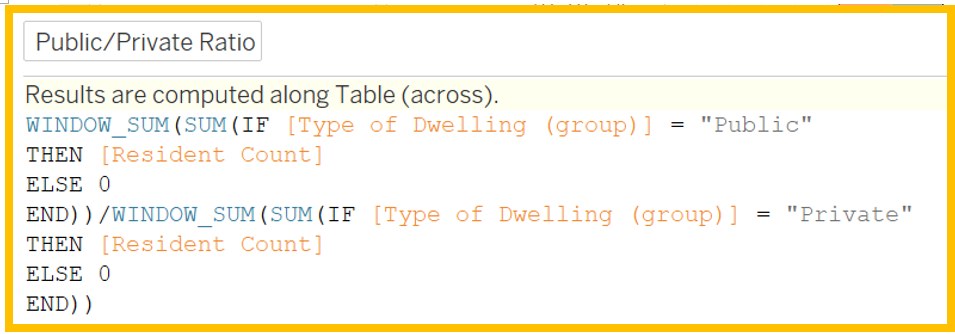 Public/Private Ratio
Results are computed along Table (across).
WINDOW_SUM(SUM(IF [Type of Dwelling (group)] = "Public"
THEN [Resident Count]
ELSE 0
END))/WINDOW_SUM(SUM(IF [Type of Dwelling (group)] = "Private"
THEN [Resident Count]
ELSE 0
END))